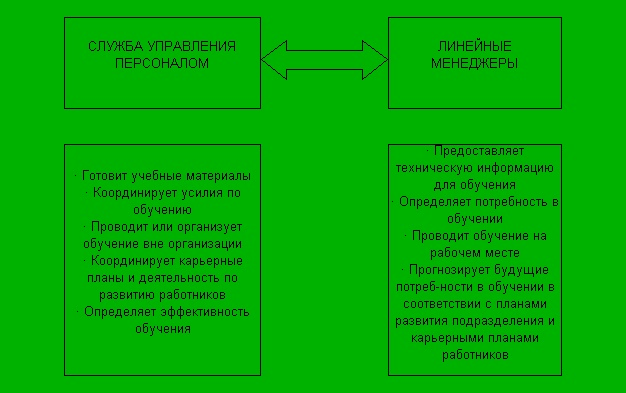 СЛУЖБА УПРАВЛЕНИЯ
ПЕРСОНАЛОМ
ЛИНЕЙНЫЕ
МЕНЕДЖЕРЫ
· Готовит учебные материалы
· Координирует усилия по
обучению
· Проводит или организует
обучение вне организации
· Координирует карьерные
планы и деятельность по
развитию работников
· Определяет эффективность
обучения
· Предоставляет
техническую информацию
для обучения
· Определяет потребность в
обучении
· Проводит обучение на
рабочем месте
· Прогнозирует будущие
потреб-ности в обучении в
соответствии с планами
развития подразделения и
карьерными планами
работников